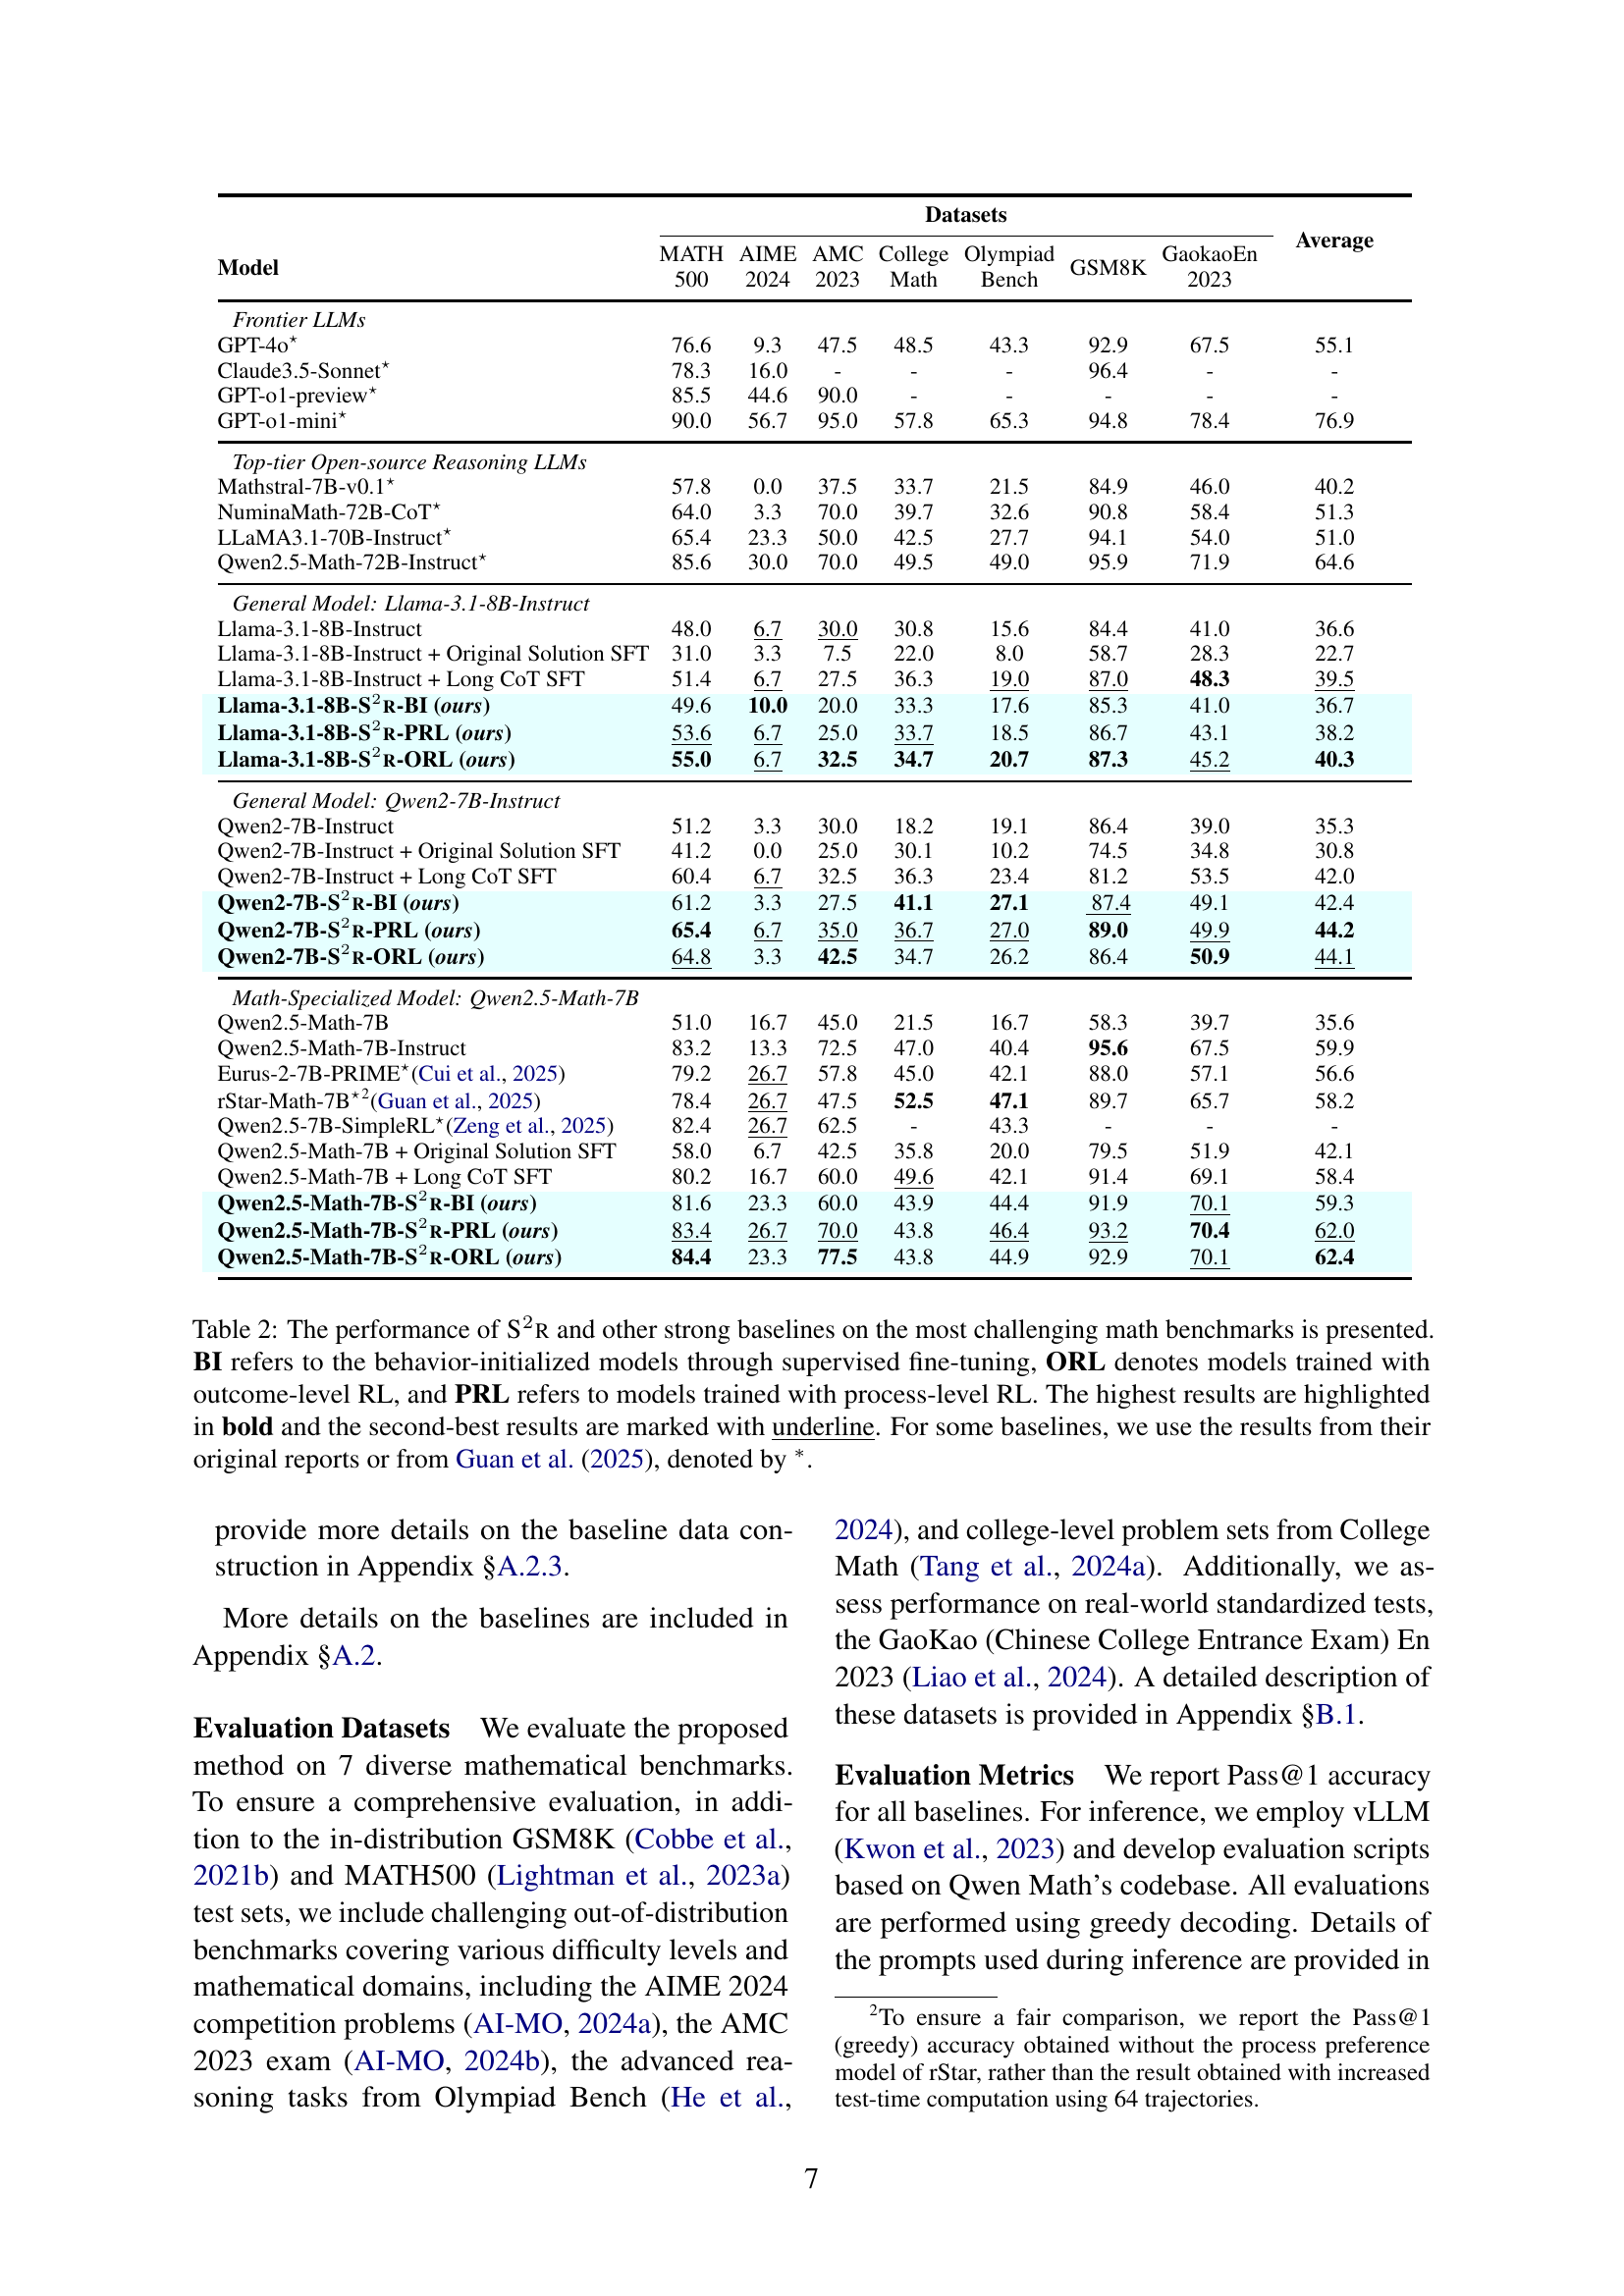 Datasets
Average
Model
MATH 500
AIME 2024
AMC 2023
College Math
Olympiad Bench
GSM8K
GaokaoEn 2023
Frontier LLMs
GPT-4o⋆ 76.6 9.3 47.5 48.5 43.3 92.9 67.5 55.1
Claude3.5-Sonnet⋆ 78.3 16.0 - - - 96.4 - -
GPT-o1-preview⋆ 85.5 44.6 90.0 - - - - -
GPT-o1-mini⋆ 90.0 56.7 95.0 57.8 65.3 94.8 78.4 76.9
Top-tier Open-source Reasoning LLMs
Mathstral-7B-v0.1⋆ 57.8 0.0 37.5 33.7 21.5 84.9 46.0 40.2
NuminaMath-72B-CoT⋆ 64.0 3.3 70.0 39.7 32.6 90.8 58.4 51.3
LLaMA3.1-70B-Instruct⋆ 65.4 23.3 50.0 42.5 27.7 94.1 54.0 51.0
Qwen2.5-Math-72B-Instruct⋆ 85.6 30.0 70.0 49.5 49.0 95.9 71.9 64.6
General Model: Llama-3.1-8B-Instruct
Llama-3.1-8B-Instruct 48.0 6.7 30.0 30.8 15.6 84.4 41.0 36.6
Llama-3.1-8B-Instruct + Original Solution SFT 31.0 3.3 7.5 22.0 8.0 58.7 28.3 22.7
Llama-3.1-8B-Instruct + Long CoT SFT 51.4 6.7 27.5 36.3 19.0 87.0 48.3 39.5
Llama-3.1-8B-S²R-BI (ours) 49.6 10.0 20.0 33.3 17.6 85.3 41.0 36.7
Llama-3.1-8B-S²R-PRL (ours) 53.6 6.7 25.0 33.7 18.5 86.7 43.1 38.2
Llama-3.1-8B-S²R-ORL (ours) 55.0 6.7 32.5 34.7 20.7 87.3 45.2 40.3
General Model: Qwen2-7B-Instruct
Qwen2-7B-Instruct 51.2 3.3 30.0 18.2 19.1 86.4 39.0 35.3
Qwen2-7B-Instruct + Original Solution SFT 41.2 0.0 25.0 30.1 10.2 74.5 34.8 30.8
Qwen2-7B-Instruct + Long CoT SFT 60.4 6.7 32.5 36.3 23.4 81.2 53.5 42.0
Qwen2-7B-S²R-BI (ours) 61.2 3.3 27.5 41.1 27.1 87.4 49.1 42.4
Qwen2-7B-S²R-PRL (ours) 65.4 6.7 35.0 36.7 27.0 89.0 49.9 44.2
Qwen2-7B-S²R-ORL (ours) 64.8 3.3 42.5 34.7 26.2 86.4 50.9 44.1
Math-Specialized Model: Qwen2.5-Math-7B
Qwen2.5-Math-7B 51.0 16.7 45.0 21.5 16.7 58.3 39.7 35.6
Qwen2.5-Math-7B-Instruct 83.2 13.3 72.5 47.0 40.4 95.6 67.5 59.9
Eurus-2-7B-PRIME⋆(Cui et al., 2025) 79.2 26.7 57.8 45.0 42.1 88.0 57.1 56.6
rStar-Math-7B⋆²(Guan et al., 2025) 78.4 26.7 47.5 52.5 47.1 89.7 65.7 58.2
Qwen2.5-7B-SimpleRL⋆(Zeng et al., 2025) 82.4 26.7 62.5 - 43.3 - - -
Qwen2.5-Math-7B + Original Solution SFT 58.0 6.7 42.5 35.8 20.0 79.5 51.9 42.1
Qwen2.5-Math-7B + Long CoT SFT 80.2 16.7 60.0 49.6 42.1 91.4 69.1 58.4
Qwen2.5-Math-7B-S²R-BI (ours) 81.6 23.3 60.0 43.9 44.4 91.9 70.1 59.3
Qwen2.5-Math-7B-S²R-PRL (ours) 83.4 26.7 70.0 43.8 46.4 93.2 70.4 62.0
Qwen2.5-Math-7B-S²R-ORL (ours) 84.4 23.3 77.5 43.8 44.9 92.9 70.1 62.4
Table 2: The performance of S²R and other strong baselines on the most challenging math benchmarks is presented.
BI refers to the behavior-initialized models through supervised fine-tuning, ORL denotes models trained with
outcome-level RL, and PRL refers to models trained with process-level RL. The highest results are highlighted
in bold and the second-best results are marked with underline. For some baselines, we use the results from their
original reports or from Guan et al. (2025), denoted by *.
provide more details on the baseline data con-
struction in Appendix §A.2.3.
More details on the baselines are included in
Appendix §A.2.
Evaluation Datasets We evaluate the proposed
method on 7 diverse mathematical benchmarks.
To ensure a comprehensive evaluation, in addi-
tion to the in-distribution GSM8K (Cobbe et al.,
2021b) and MATH500 (Lightman et al., 2023a)
test sets, we include challenging out-of-distribution
benchmarks covering various difficulty levels and
mathematical domains, including the AIME 2024
competition problems (AI-MO, 2024a), the AMC
2023 exam (AI-MO, 2024b), the advanced rea-
soning tasks from Olympiad Bench (He et al.,
2024), and college-level problem sets from College
Math (Tang et al., 2024a). Additionally, we as-
sess performance on real-world standardized tests,
the GaoKao (Chinese College Entrance Exam) En
2023 (Liao et al., 2024). A detailed description of
these datasets is provided in Appendix §B.1.
Evaluation Metrics We report Pass@1 accuracy
for all baselines. For inference, we employ vLLM
(Kwon et al., 2023) and develop evaluation scripts
based on Qwen Math's codebase. All evaluations
are performed using greedy decoding. Details of
the prompts used during inference are provided in
²To ensure a fair comparison, we report the Pass@1
(greedy) accuracy obtained without the process preference
model of rStar, rather than the result obtained with increased
test-time computation using 64 trajectories.
7